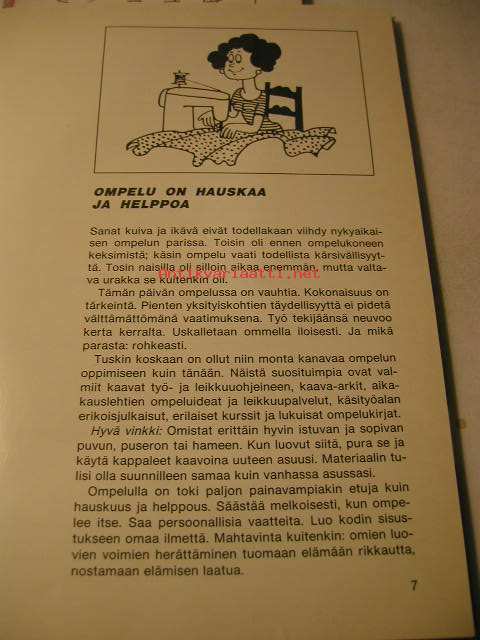 OMPELU ON HAUSKAA
JA HELPPOA
Sanat kuiva ja ikävä eivät todellakaan viihdy nykyaikai-
sen ompelun parissa. Toisin oli ennen ompelukoneen
keksimistä; käsin ompelu vaati todellista kärsivällisyyt-
tä. Tosin naisilla oli silloin aikaa enemmän, mutta valta-
antikvariaatti.net
va urakka se kuitenkin oli.
Tämän päivän ompelussa on vauhtia. Kokonaisuus on
tärkeintä. Pienten yksityiskohtien täydellisyyttä ei pidetä
välttämättömänä vaatimuksena. Työ tekijäänsä neuvoo
kerta kerralta. Uskalletaan ommella iloisesti. Ja mikä
parasta: rohkeasti.
Tuskin koskaan on ollut niin monta kanavaa ompelun
oppimiseen kuin tänään. Näistä suosituimpia ovat val-
miit kaavat työ- ja leikkuuohjeineen, kaava-arkit, aika-
kauslehtien ompeluideat ja leikkuupalvelut, käsityöalan
erikoisjulkaisut, erilaiset kurssit ja lukuisat ompelukirjat.
Hyvä vinkki: Omistat erittäin hyvin istuvan ja sopivan
puvun, puseron tai hameen. Kun luovut siitä, pura se ja
käytä kappaleet kaavoina uuteen asuusi. Materiaalin tu-
lisi olla suunnilleen samaa kuin vanhassa asussasi.
Ompelulla on toki paljon painavampiakin etuja kuin
hauskuus ja helppous. Säästää melkoisesti, kun ompe-
lee itse. Saa persoonallisia vaatteita. Luo kodin sisus-
tukseen omaa ilmettä. Mahtavinta kuitenkin: omien luo-
vien voimien herättäminen tuomaan elämään rikkautta,
nostamaan elämisen laatua.
7